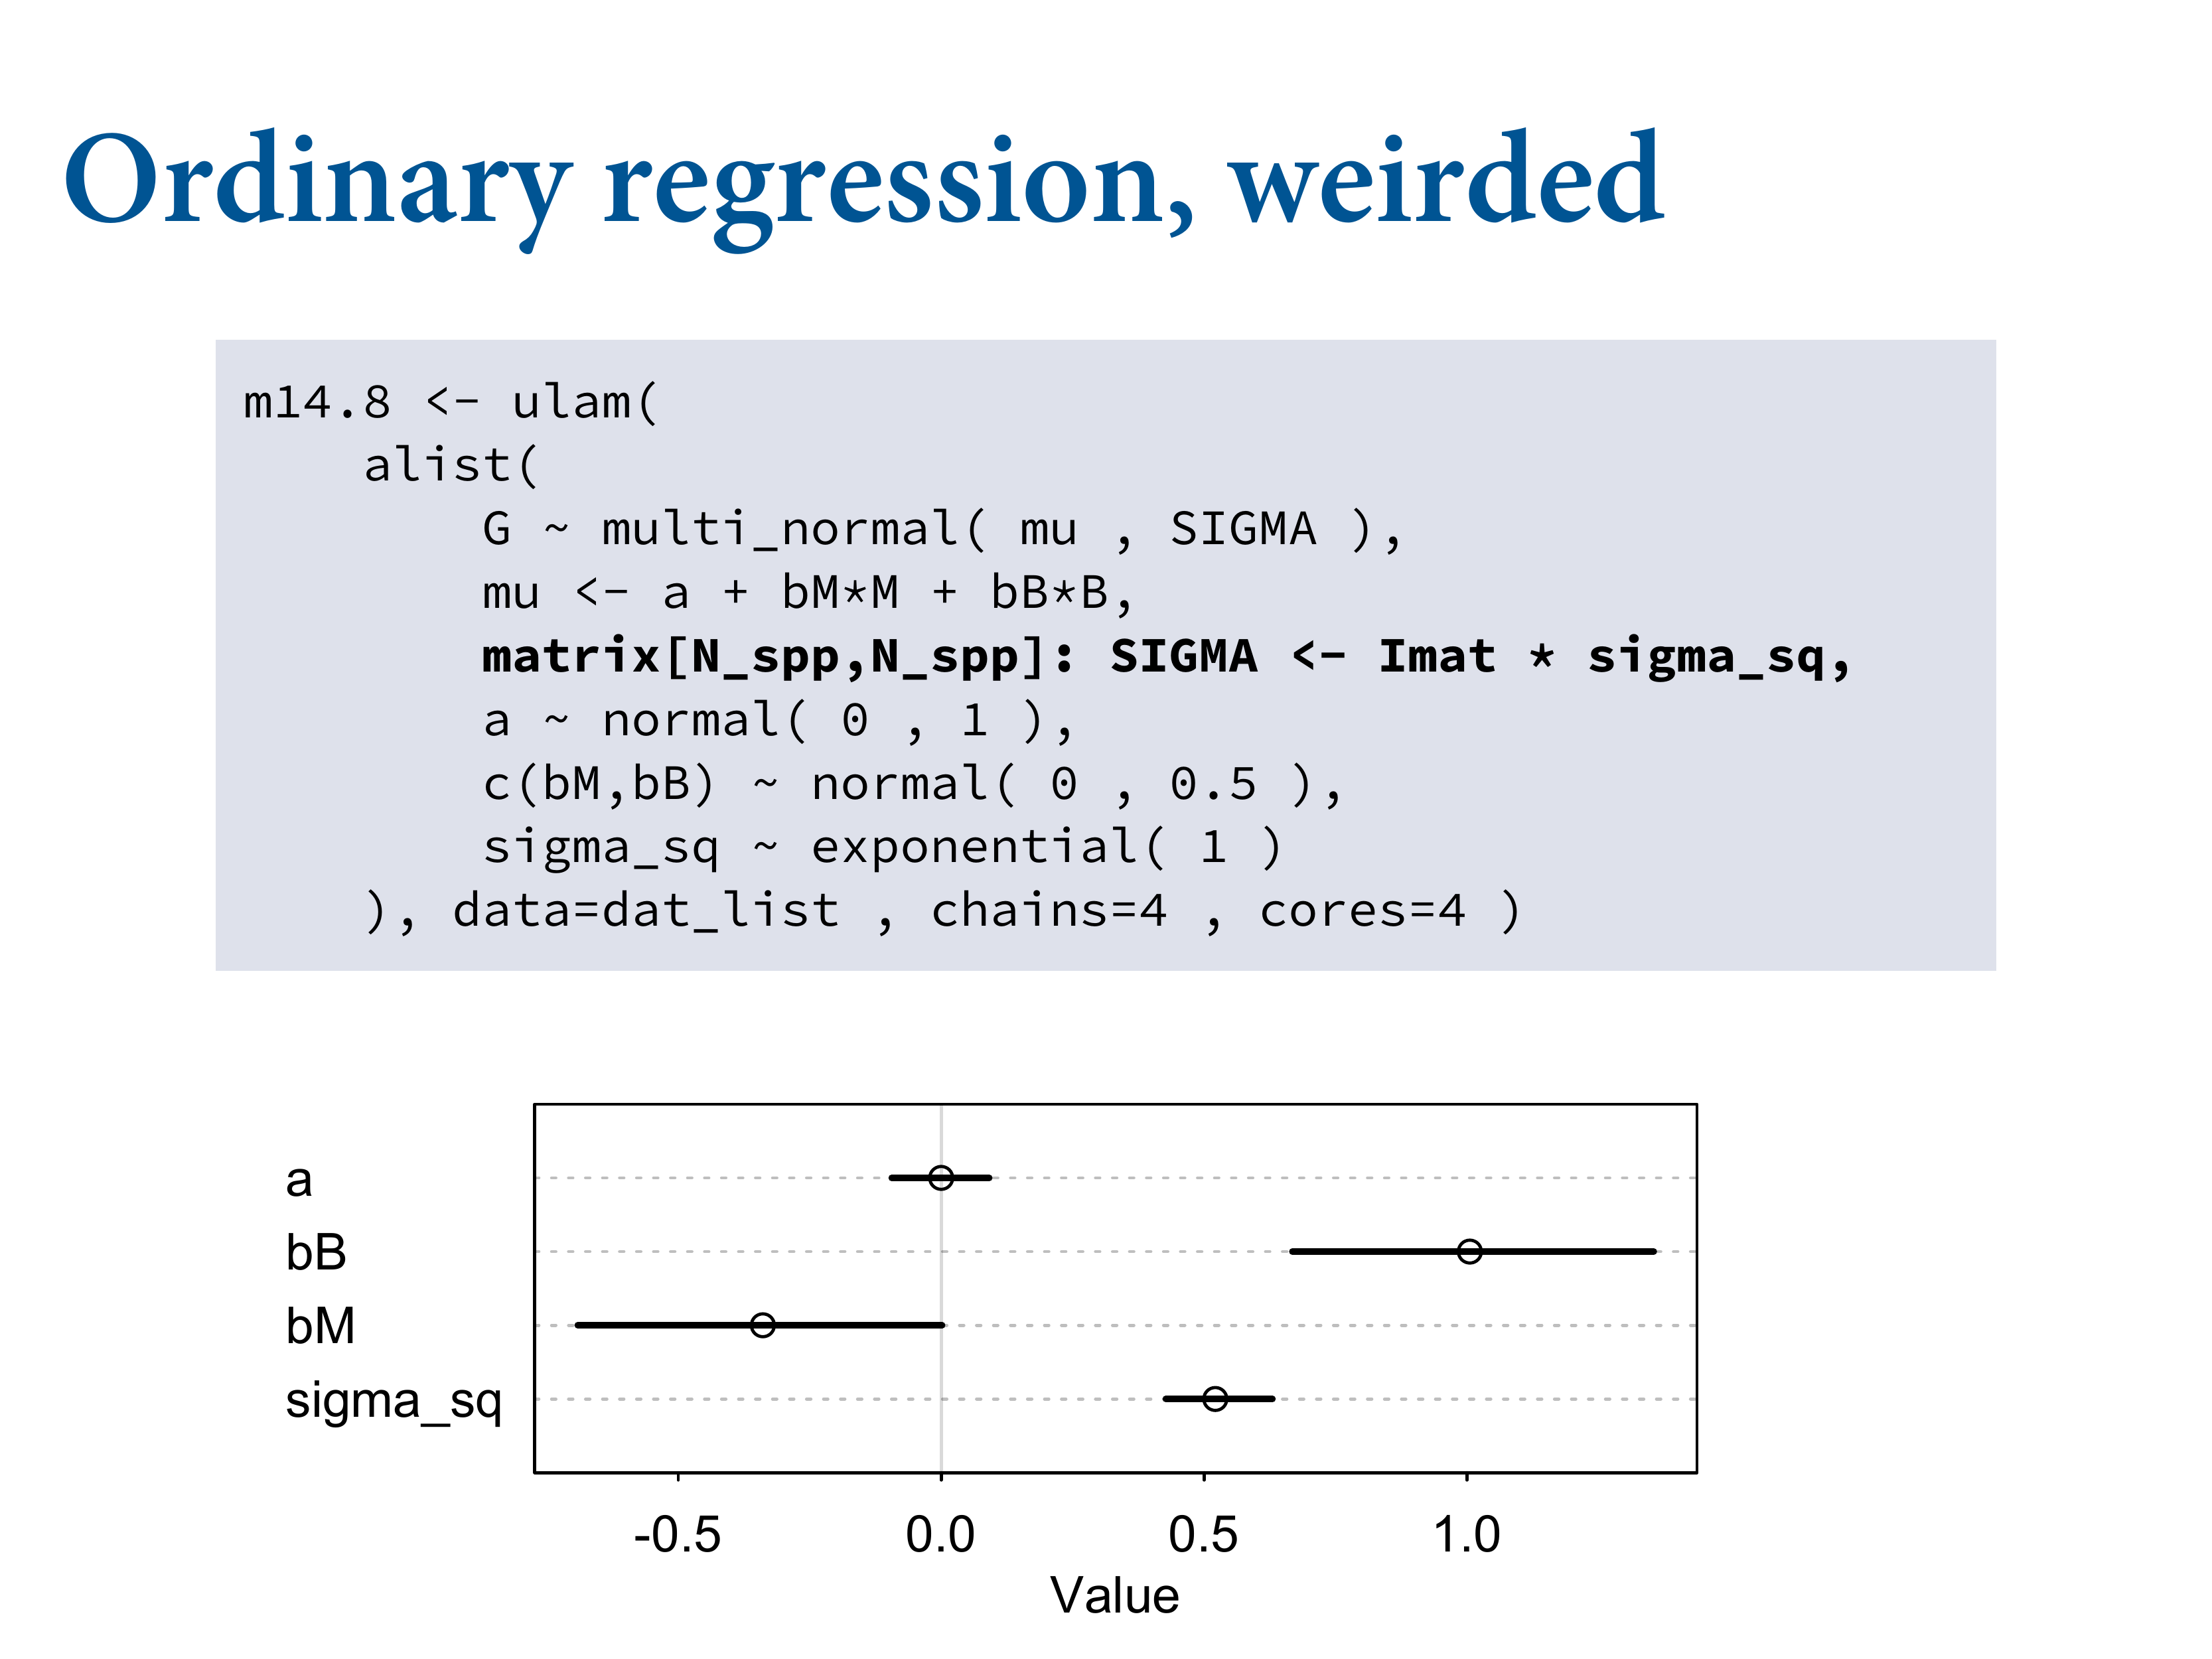 Ordinary regression, weirded
m14.8 <- ulam(
    alist(
        G ~ multi_normal( mu , SIGMA ),
        mu <- a + bM*M + bB*B,
        matrix[N_spp,N_spp]: SIGMA <- Imat * sigma_sq,
        a ~ normal( 0 , 1 ),
        c(bM,bB) ~ normal( 0 , 0.5 ),
        sigma_sq ~ exponential( 1 )
    ), data=dat_list , chains=4 , cores=4 )
a
bB
bM
sigma_sq
-0.5 0.0 0.5 1.0
Value